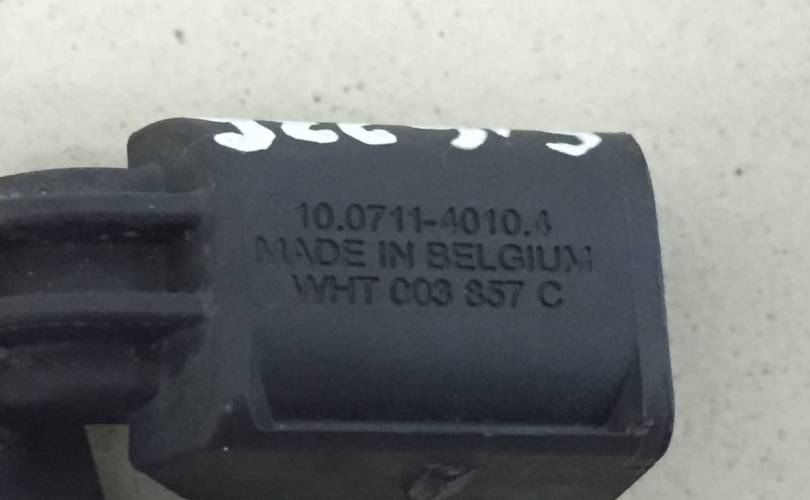 10.0711-4010.4
MADE IN BELGIUM
WHT 003 857 C